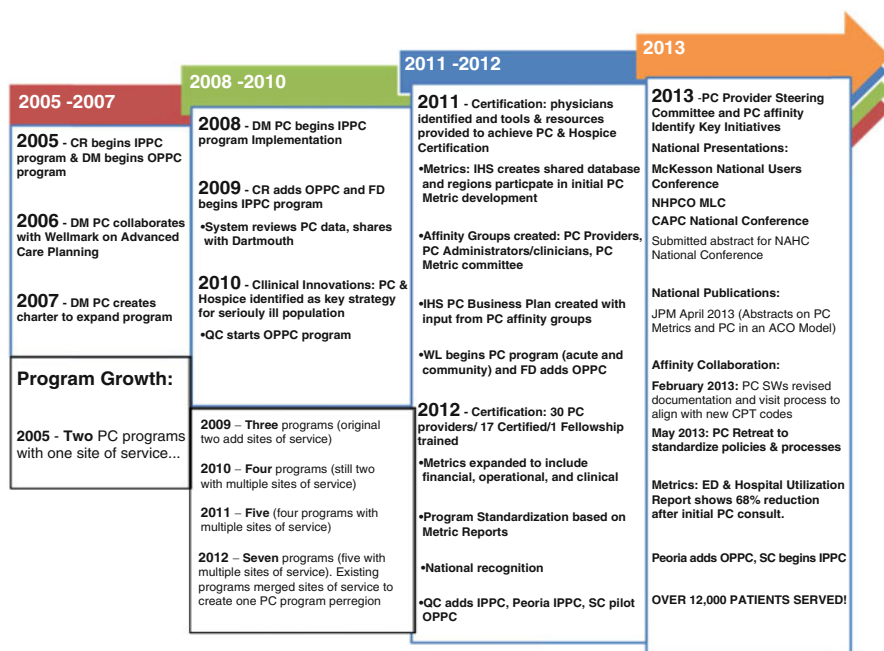 2005 -2007
2005 - CR begins IPPC
program & DM begins OPPC
program
2006 - DM PC collaborates
with Wellmark on Advanced
Care Planning
2007 - DM PC creates
charter to expand program
Program Growth:
2005 - Two PC programs
with one site of service...
2008 -2010
2008 - DM PC begins IPPC
program Implementation
2009 - CR adds OPPC and FD
begins IPPC program
•System reviews PC data, shares
with Dartmouth
2010 - Cllinical Innovations: PC &
Hospice identified as key strategy
for seriouly ill population
•QC starts OPPC program
2009 – Three programs (original
two add sites of service)
2010 – Four programs (still two
with multiple sites of service)
2011 – Five (four programs with
multiple sites of service)
2012 – Seven programs (five with
multiple sites of service). Existing
programs merged sites of service to
create one PC program perregion
2011 -2012
2011 - Certification: physicians
identified and tools & resources
provided to achieve PC & Hospice
Certification
•Metrics: IHS creates shared database
and regions particpate in initial PC
Metric development
•Affinity Groups created: PC Providers,
PC Administrators/clinicians, PC
Metric committee
•IHS PC Business Plan created with
input from PC affinity groups
•WL begins PC program (acute and
community) and FD adds OPPC
2012 - Certification: 30 PC
providers/ 17 Certified/1 Fellowship
trained
•Metrics expanded to include
financial, operational, and clinical
•Program Standardization based on
Metric Reports
•National recognition
•QC adds IPPC, Peoria IPPC, SC pilot
OPPC
2013
2013 -PC Provider Steering
Committee and PC affinity
Identify Key Initiatives
National Presentations:
McKesson National Users
Conference
NHPCO MLC
CAPC National Conference
Submitted abstract for NAHC
National Conference
National Publications:
JPM April 2013 (Abstracts on PC
Metrics and PC in an ACO Model)
Affinity Collaboration:
February 2013: PC SWs revised
documentation and visit process to
align with new CPT codes
May 2013: PC Retreat to
standardize policies & processes
Metrics: ED & Hospital Utilization
Report shows 68% reduction
after initial PC consult.
Peoria adds OPPC, SC begins IPPC
OVER 12,000 PATIENTS SERVED!